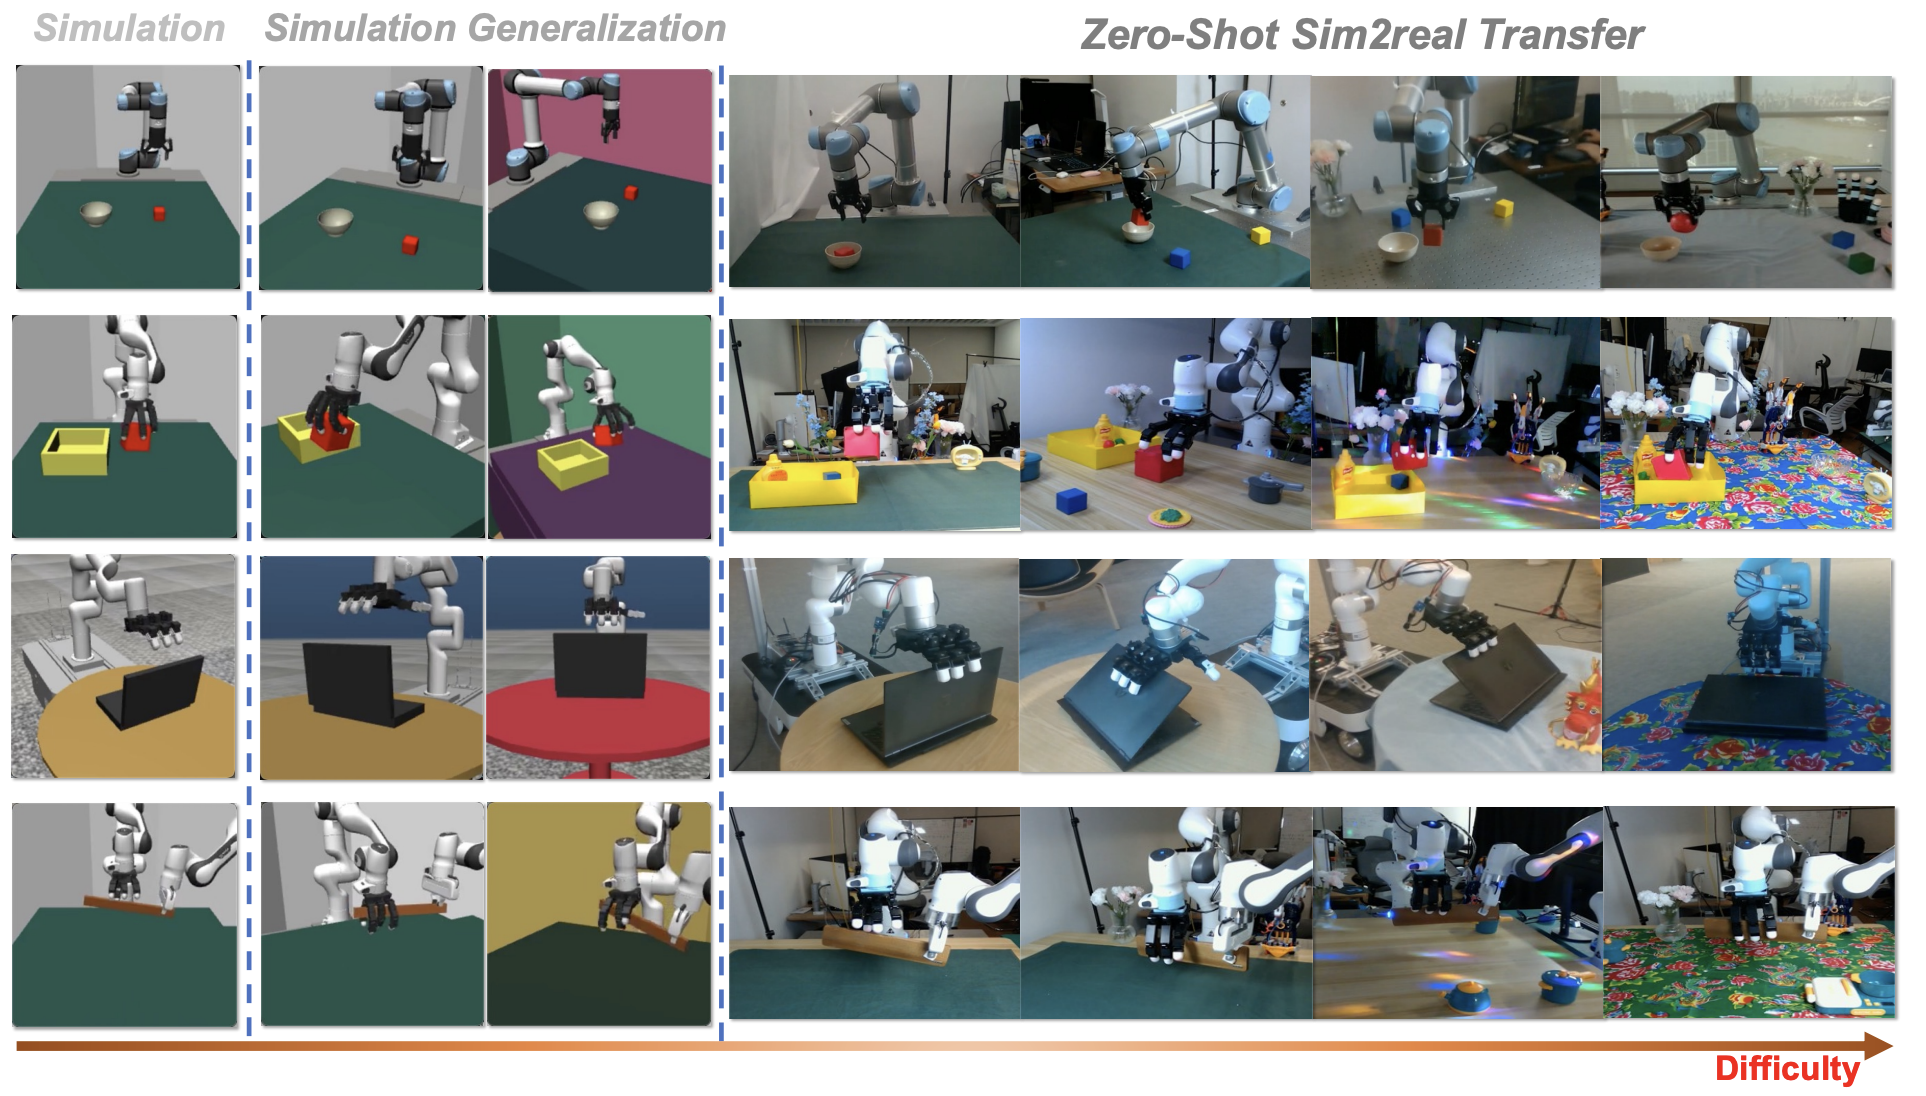 Simulation
Simulation Generalization
Zero-Shot Sim2real Transfer
Difficulty